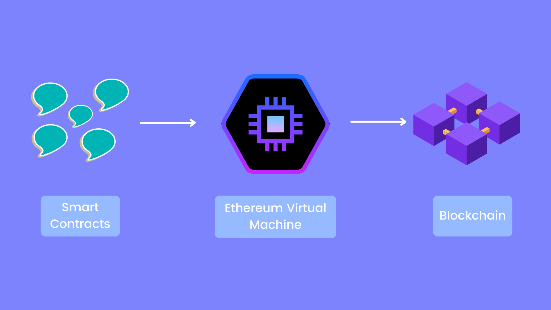 Smart
Contracts
Ethereum Virtual
Machine
Blockchain